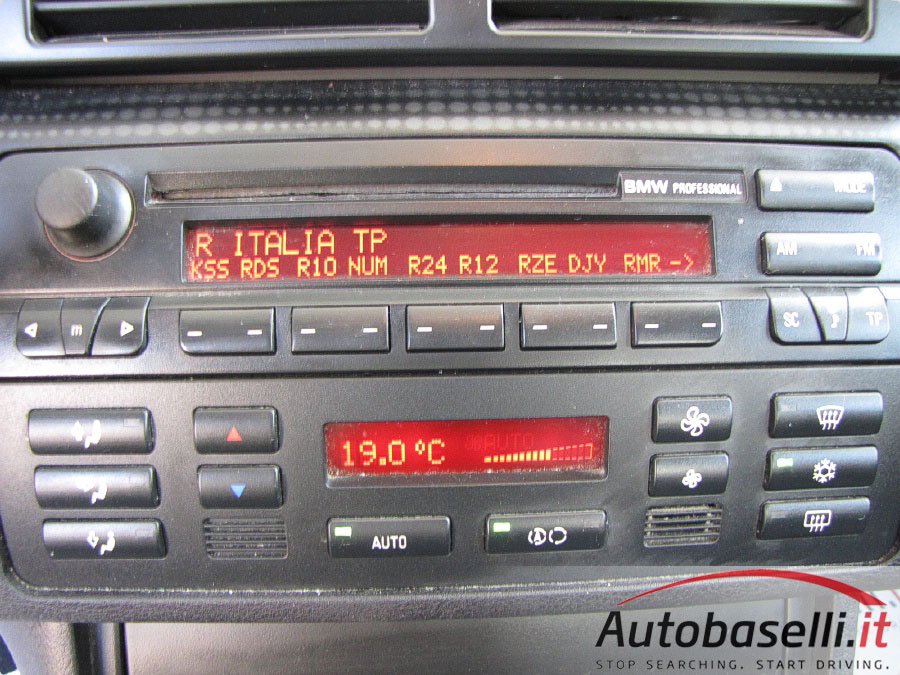 BMW PROFESSIONAL
MODE
R ITALIA TP
KSS RDS R10 NUM R24 R12 RZE DJY RMR ->
AM FM
m
SC
TP
19.0 °C
AUTO
AUTO
A
Autobaselli.it
STOP SEARCHING. START DRIVING.